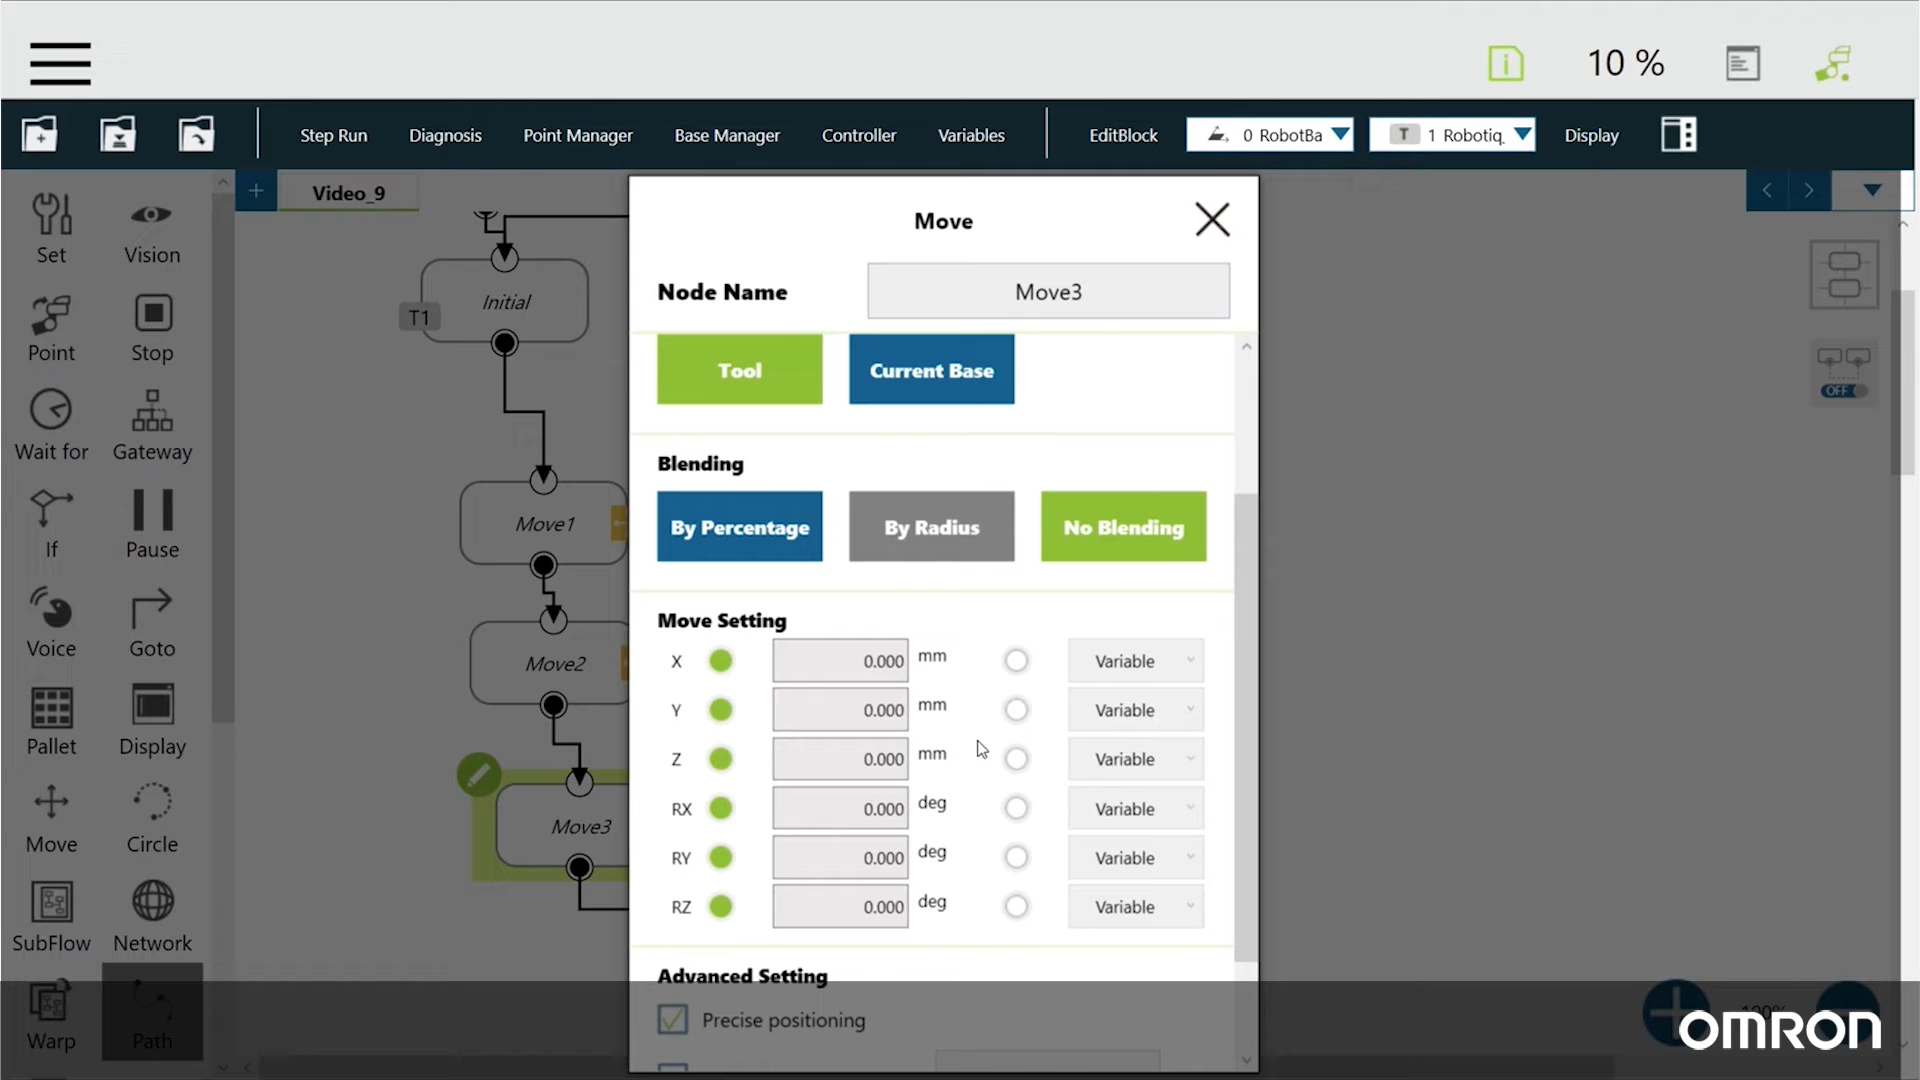 10 %
Step Run Diagnosis Point Manager Base Manager Controller Variables EditBlock 0 RobotBa T 1 Robotiq. Display
Video_9
Set Vision
Point Stop
Wait for Gateway
If Pause
Voice Goto
Pallet Display
Move Circle
SubFlow Network
Warp Path
T1
Initial
Move1
Move2
Move3
Move
Node Name Move3
Tool Current Base
Blending
By Percentage By Radius No Blending
Move Setting
X 0.000 mm Variable
Y 0.000 mm Variable
Z 0.000 mm Variable
RX 0.000 deg Variable
RY 0.000 deg Variable
RZ 0.000 deg Variable
Advanced Setting
Precise positioning
OFF
100%
OMRON